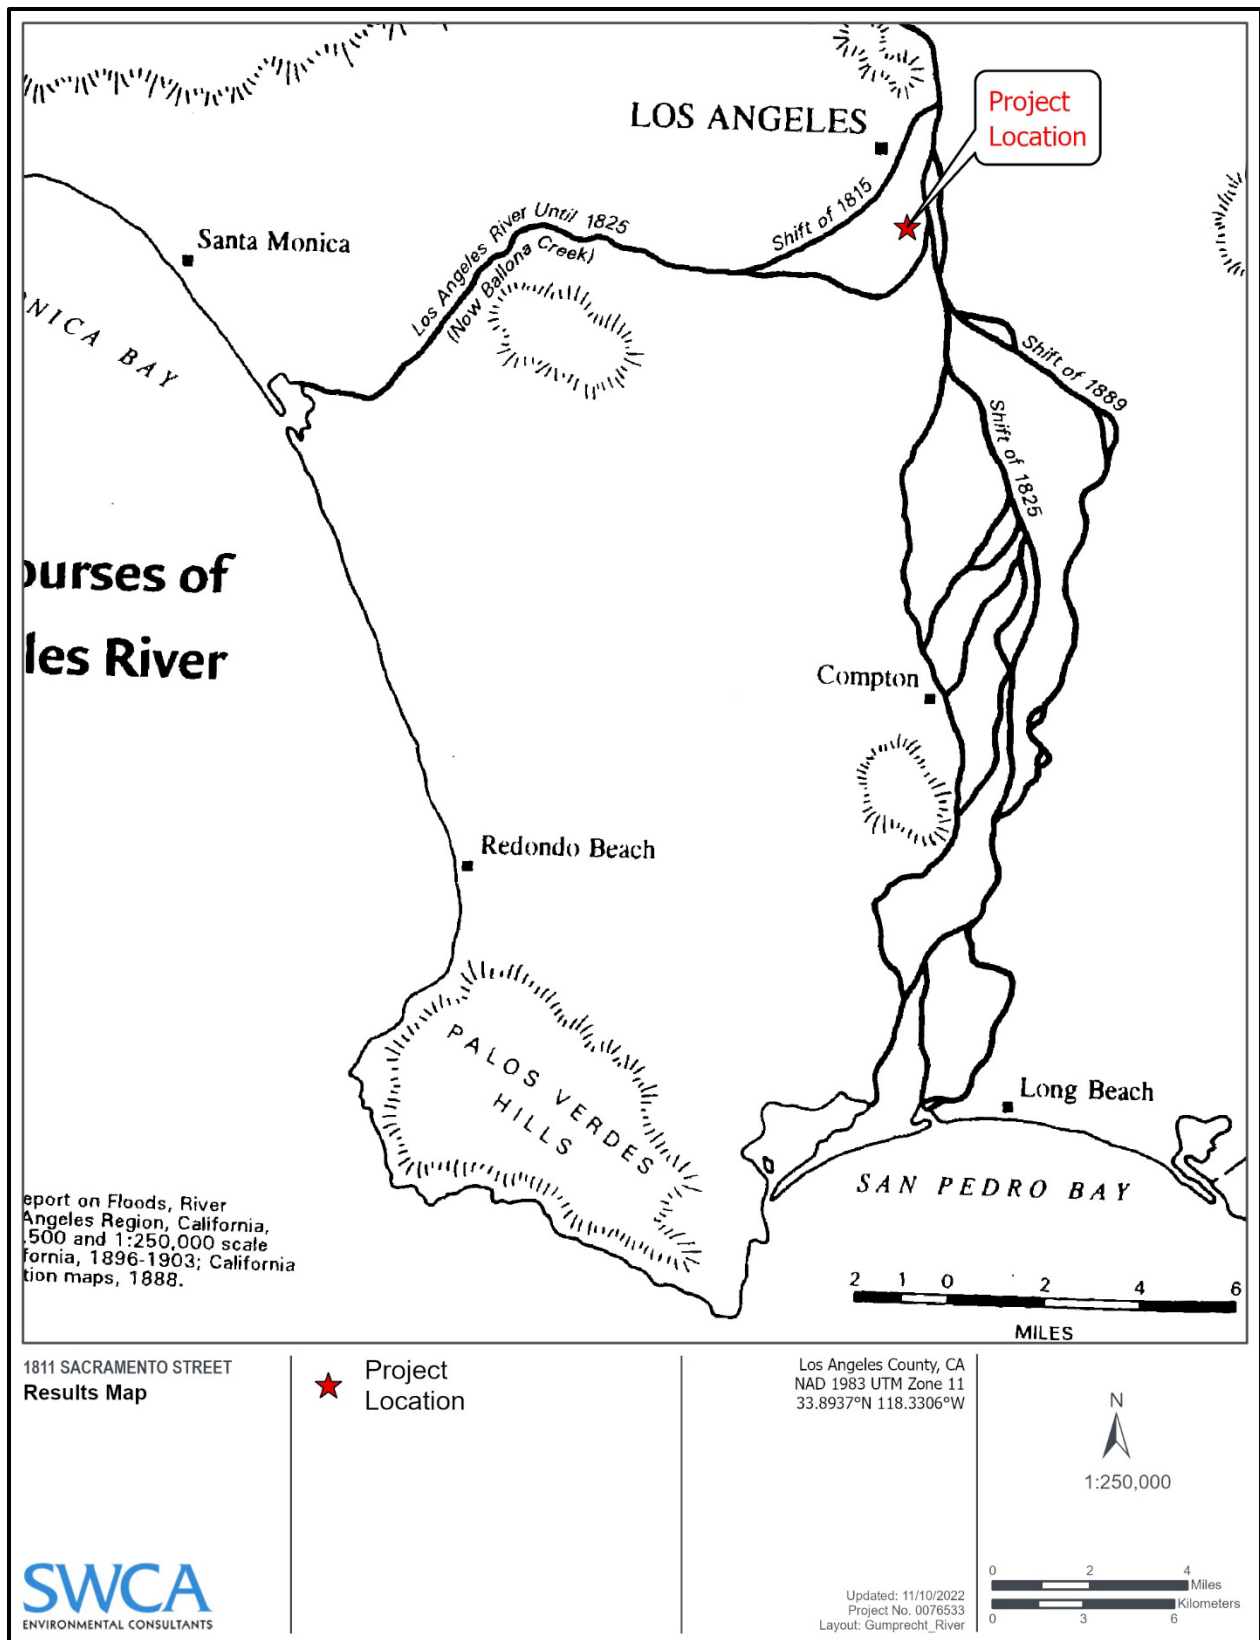 LOS ANGELES
Project
Location
Shift of 1815
Los Angeles River Until 1825
(Now Ballona Creek)
Santa Monica
NICA BAY
Shift of 1889
Shift of 1825
ourses of
les River
Compton
Redondo Beach
PALOS VERDES
HILLS
Long Beach
SAN PEDRO BAY
eport on Floods, River
Angeles Region, California,
.500 and 1:250,000 scale
fornia, 1896-1903; California
tion maps, 1888.
2 1 0 2 4 6
MILES
1811 SACRAMENTO STREET
Results Map
Project
Location
Los Angeles County, CA
NAD 1983 UTM Zone 11
33.8937°N 118.3306°W
N
1:250,000
SWCA
ENVIRONMENTAL CONSULTANTS
Updated: 11/10/2022
Project No. 0076533
Layout: Gumprecht_River
0 2 4
Miles
Kilometers
0 3 6